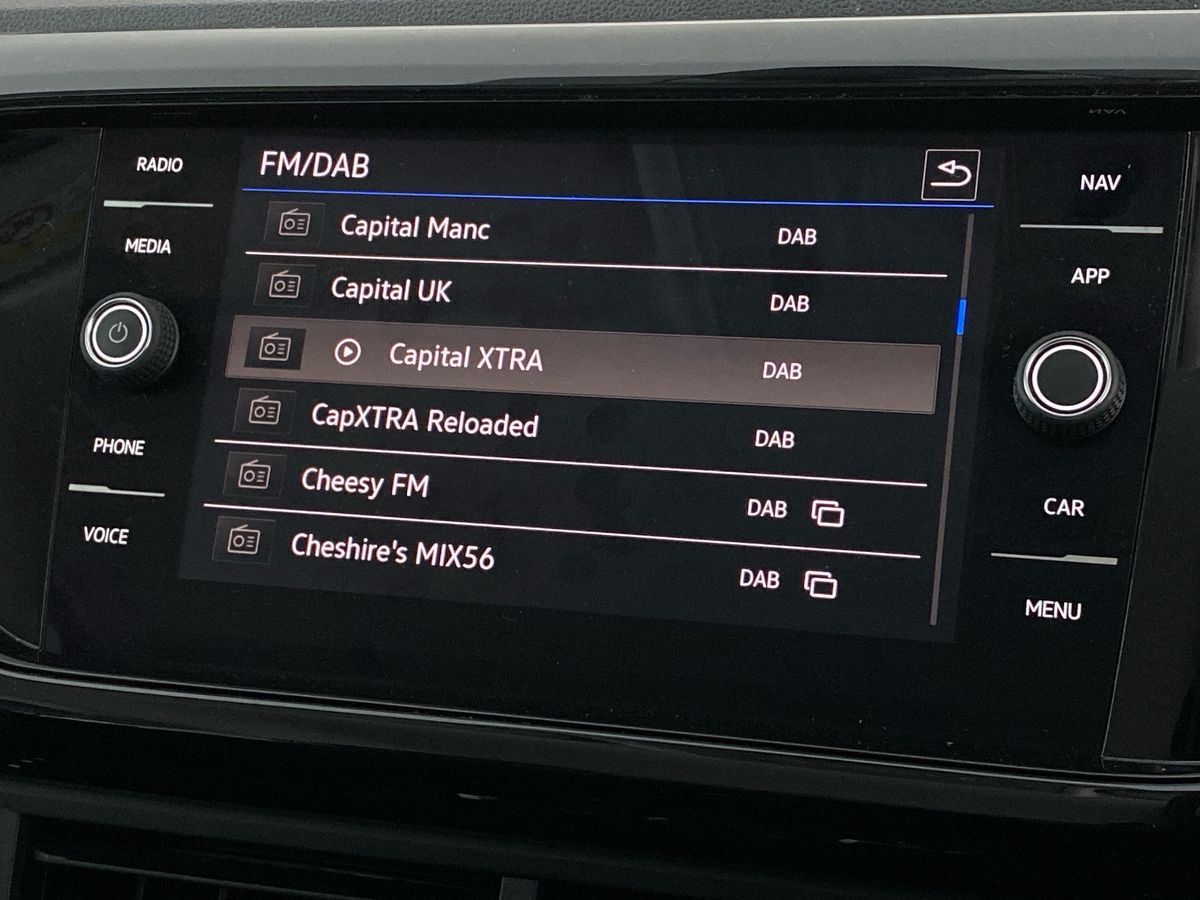 RADIO
MEDIA
PHONE
VOICE
FM/DAB
Capital Manc DAB
Capital UK DAB
Capital XTRA DAB
CapXTRA Reloaded DAB
Cheesy FM DAB
Cheshire's MIX56 DAB
NAV
APP
CAR
MENU